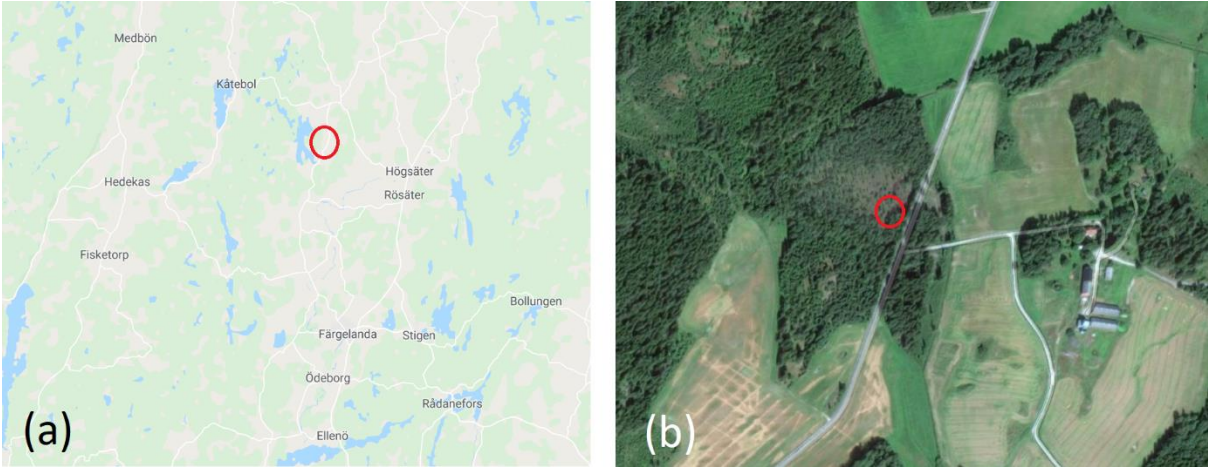 Medbön
Kåtebol
Högsäter
Hedekas
Rösäter
Fisketorp
Bollungen
Färgelanda
Stigen
Ödeborg
Rådanefors
Ellenö
(a)
(b)